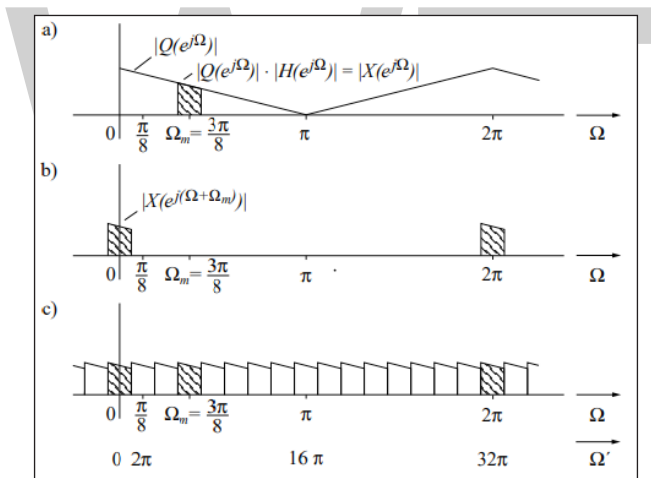 a)
|Q(e^{jΩ})|
|Q(e^{jΩ})| · |H(e^{jΩ})| = |X(e^{jΩ})|
0 π/8 Ω_m = 3π/8 π 2π Ω
b)
|X(e^{j(Ω+Ω_m)})|
0 π/8 Ω_m = 3π/8 π 2π Ω
c)
0 π/8 Ω_m = 3π/8 π 2π Ω
0 2π 16 π 32π Ω′